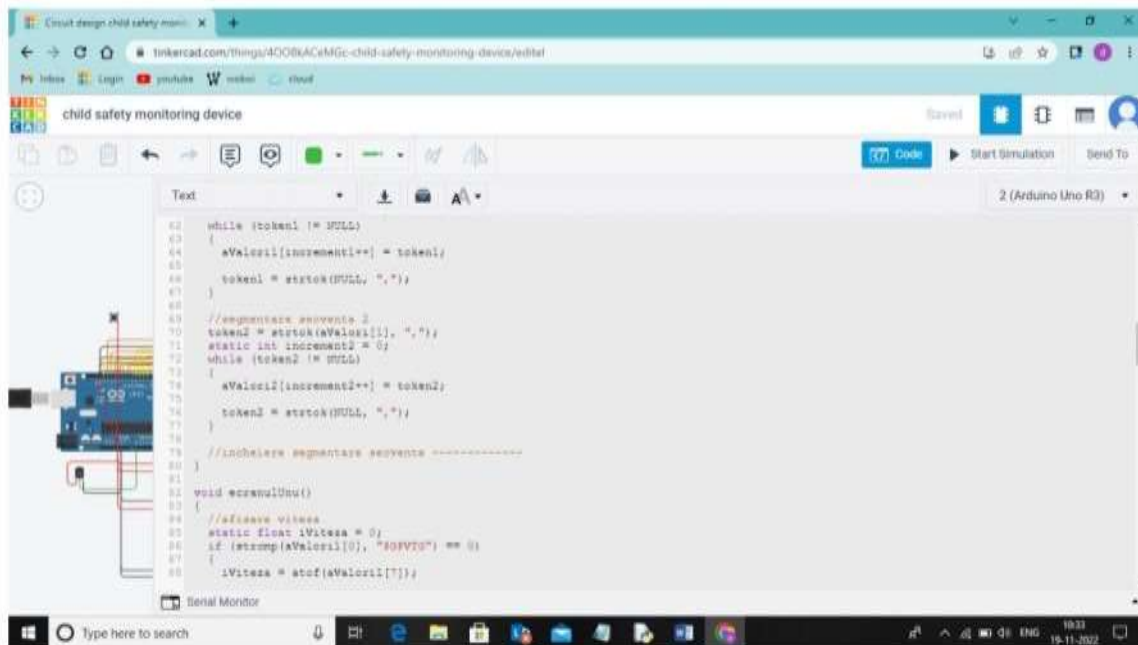 Circuit design child safety monit
tinkercad.com/things/
-child-safety-monitoring-device/editel
Inbox Login youtube cloud
child safety monitoring device
Saved
Code Start Simulation Send To
Text
2 (Arduino Uno R3)
62 while (token1 != NULL)
63 {
64 aValori1[increment1++] = token1;
65
66 token1 = strtok(NULL, ",");
67 }
68
69 //segmentare secventa 2
70 token2 = strtok(aValori[1], ",");
71 static int increment2 = 0;
72 while (token2 != NULL)
73 {
74 aValori2[increment2++] = token2;
75
76 token2 = strtok(NULL, ",");
77 }
78
79 //incheiere segmentare secventa -------------
80 }
81
82 void ecranulUnu()
83 {
84 //afisare viteza
85 static float iViteza = 0;
86 if (strcmp(aValori1[0], "$GPVTG") == 0)
87 {
88 iViteza = atof(aValori1[7]);
Serial Monitor
Type here to search
ENG
10:33
19-11-2022